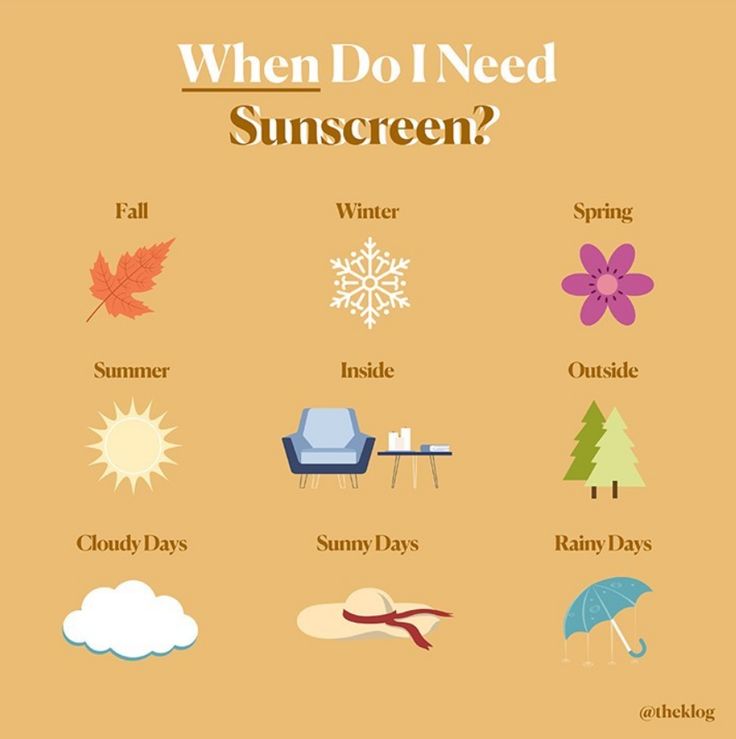 When Do I Need
Sunscreen?
Fall
Winter
Spring
Summer
Inside
Outside
Cloudy Days
Sunny Days
Rainy Days
@theklog